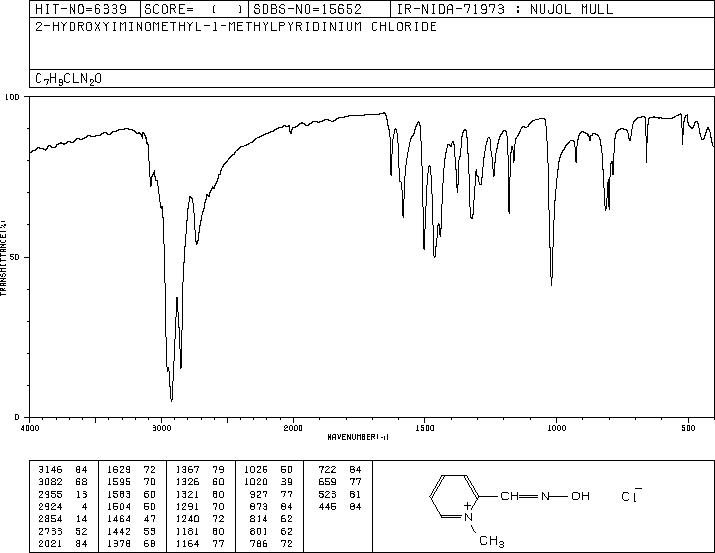 HIT-NO=6339 SCORE= ( ) SDBS-NO=15652 IR-NIDA-71973 : NUJOL MULL
2-HYDROXYIMINOMETHYL-1-METHYLPYRIDINIUM CHLORIDE
C7H9CLN2O
100
50
0
TRANSMITTANCE(%)
4000 3000 2000 1500 1000 500
WAVENUMBER(-1)
3146 84 1629 72 1367 79 1026 50 722 84
3082 68 1595 70 1326 60 1020 39 659 77
2955 13 1583 60 1321 80 927 77 523 81
2924 4 1504 50 1291 70 873 84 446 84
2854 14 1464 47 1240 72 814 62
2733 52 1442 55 1181 80 801 62
2021 84 1378 68 1164 77 786 72
CH N OH Cl−
+
N
CH3